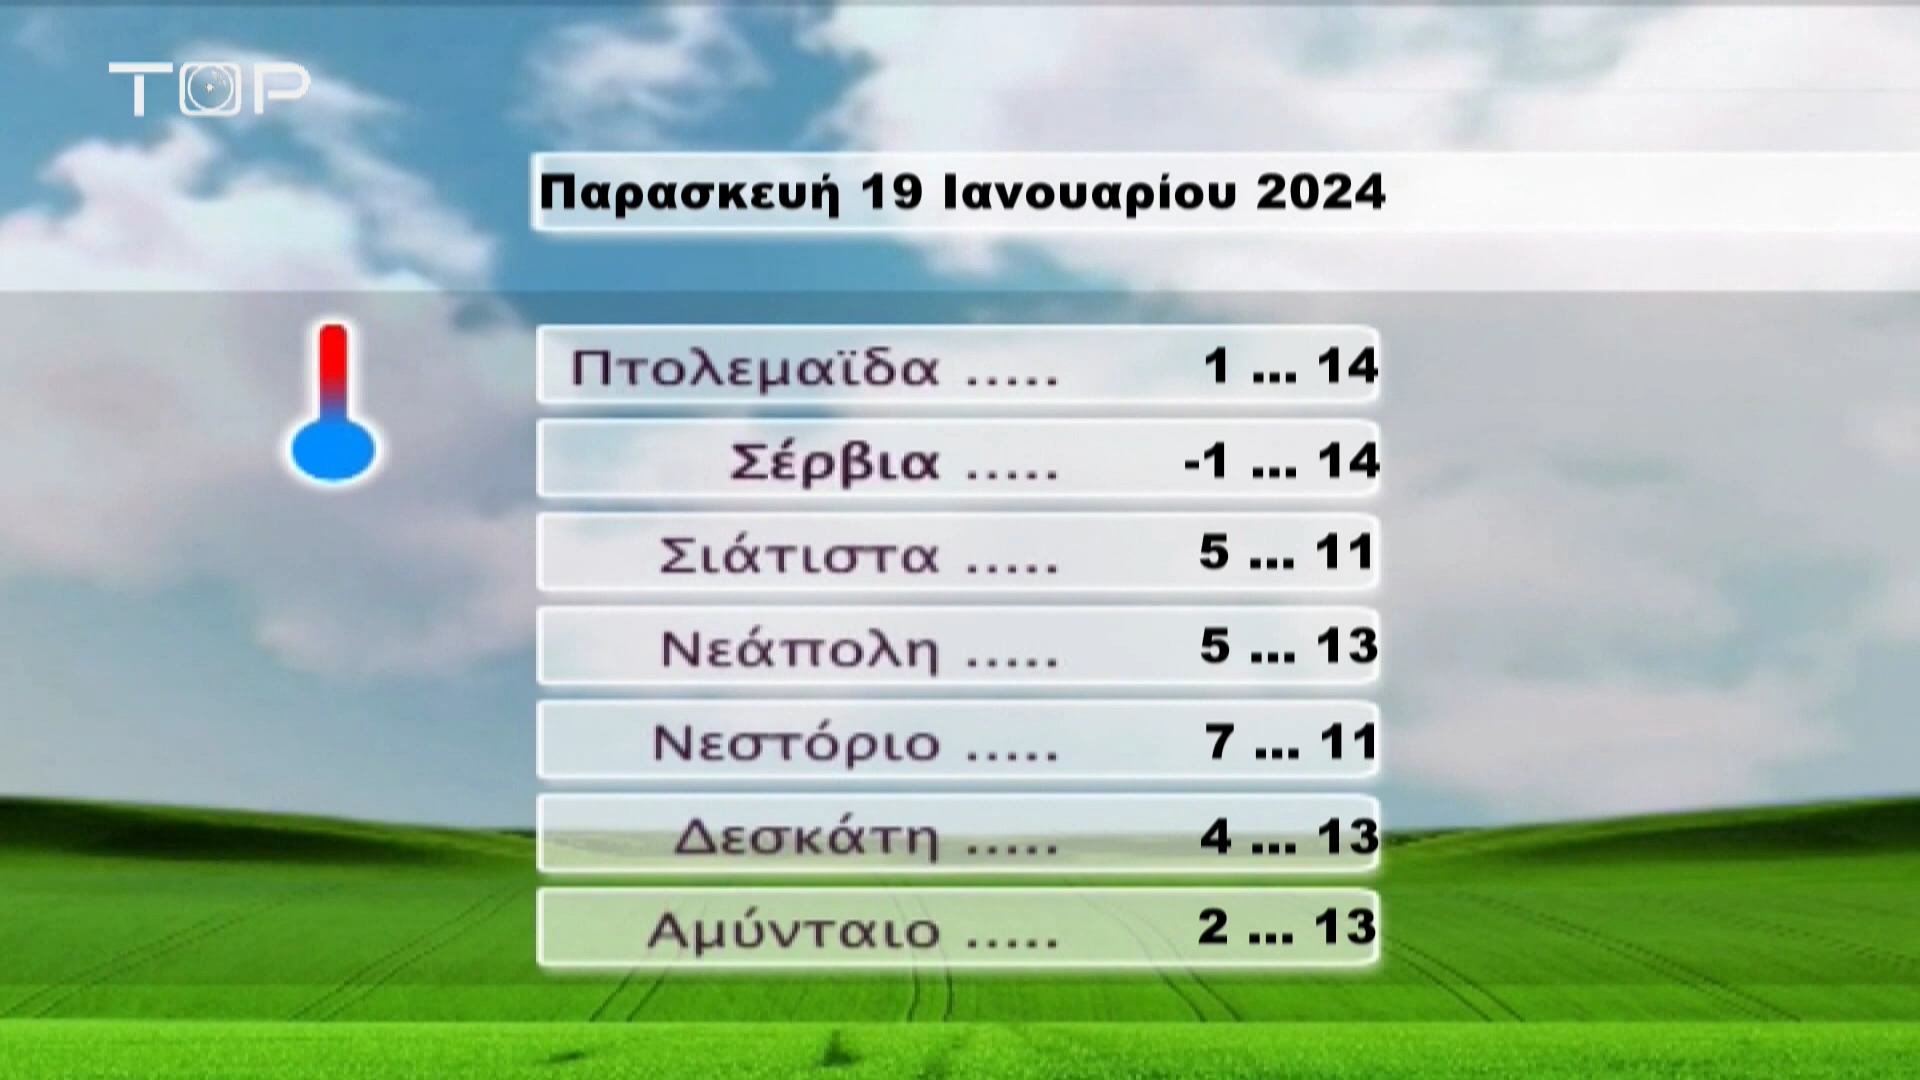 TOP
Παρασκευή 19 Ιανουαρίου 2024
Πτολεμαΐδα ..... 1 ... 14
Σέρβια ..... -1 ... 14
Σιάτιστα ..... 5 ... 11
Νεάπολη ..... 5 ... 13
Νεστόριο ..... 7 ... 11
Δεσκάτη ..... 4 ... 13
Αμύνταιο ..... 2 ... 13